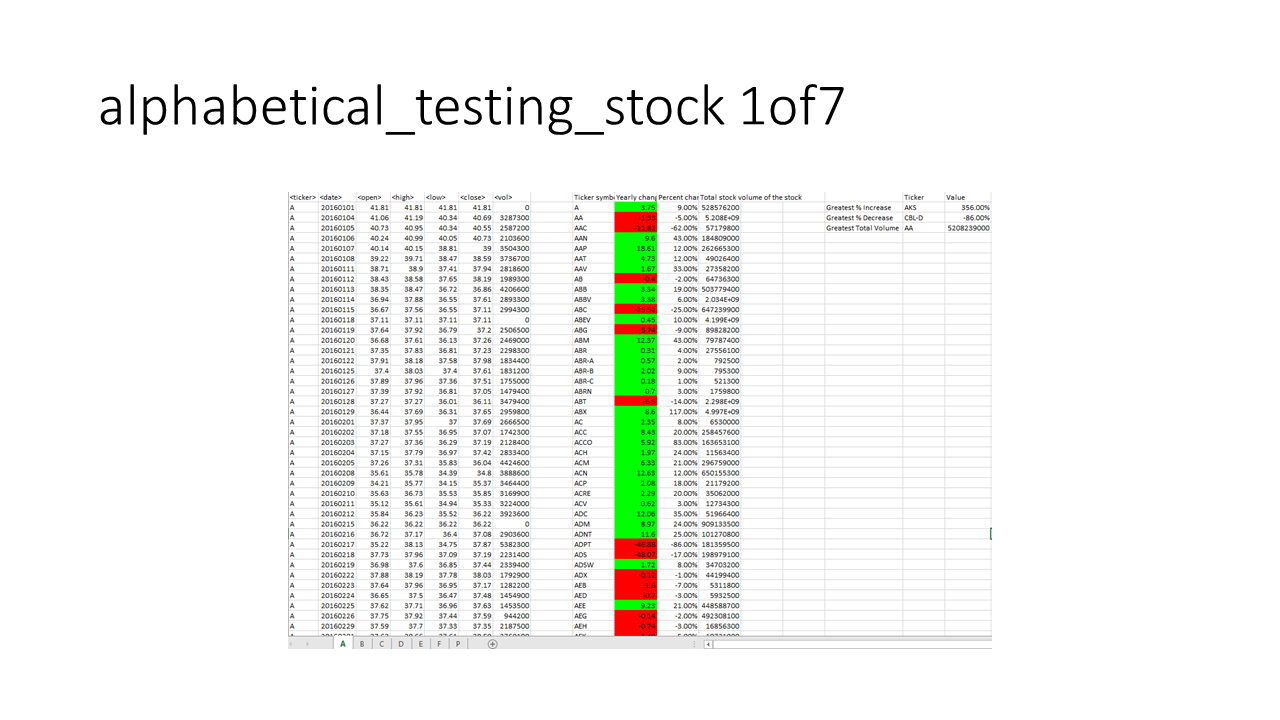 alphabetical_testing_stock 1of7
<ticker> <date> <open> <high> <low> <close> <vol> Ticker symb Yearly chang Percent char Total stock volume of the stock Ticker Value
A 20160101 41.81 41.81 41.81 41.81 0 A 3.75 9.00% 528576200 Greatest % Increase AKS 356.00%
A 20160104 41.06 41.19 40.34 40.69 3287300 AA -1.53 -5.00% 5.208E+09 Greatest % Decrease CBL-D -86.00%
A 20160105 40.73 40.95 40.34 40.55 2587200 AAC -11.82 -62.00% 57179800 Greatest Total Volume AA 5208239000
A 20160106 40.24 40.99 40.05 40.73 2103600 AAN 9.6 43.00% 184809000
A 20160107 40.14 40.15 38.81 39 3504300 AAP 18.61 12.00% 262665300
A 20160108 39.22 39.71 38.47 38.59 3736700 AAT 4.73 12.00% 49026400
A 20160111 38.71 38.9 37.41 37.94 2818600 AAV 1.67 33.00% 27358200
A 20160112 38.43 38.58 37.65 38.19 1989300 AB -0.4 -2.00% 64736300
A 20160113 38.35 38.47 36.72 36.86 4206600 ABB 3.34 19.00% 503779400
A 20160114 36.94 37.88 36.55 37.61 2893300 ABBV 3.38 6.00% 2.034E+09
A 20160115 36.67 37.56 36.55 37.11 2994300 ABC -25.52 -25.00% 647239900
A 20160118 37.11 37.11 37.11 37.11 0 ABEV 0.45 10.00% 4.199E+09
A 20160119 37.64 37.92 36.79 37.2 2506500 ABG -5.74 -9.00% 89828200
A 20160120 36.68 37.61 36.13 37.26 2469000 ABM 12.37 43.00% 79787400
A 20160121 37.35 37.83 36.81 37.23 2298300 ABR 0.31 4.00% 27556100
A 20160122 37.91 38.18 37.58 37.98 1834400 ABR-A 0.57 2.00% 792500
A 20160125 37.4 38.03 37.4 37.61 1831200 ABR-B 2.02 9.00% 795300
A 20160126 37.89 37.96 37.36 37.51 1755000 ABR-C 0.18 1.00% 521300
A 20160127 37.39 37.92 36.81 37.05 1479400 ABRN 0.7 3.00% 1759800
A 20160128 37.27 37.27 36.01 36.11 3479400 ABT -6.5 -14.00% 2.298E+09
A 20160129 36.44 37.69 36.31 37.65 2959800 ABX 8.6 117.00% 4.997E+09
A 20160201 37.37 37.95 37 37.69 2666500 AC 2.35 8.00% 6530000
A 20160202 37.18 37.55 36.95 37.07 1742300 ACC 8.43 20.00% 258457600
A 20160203 37.27 37.36 36.29 37.19 2128400 ACCO 5.92 83.00% 163653100
A 20160204 37.15 37.79 36.97 37.42 2833400 ACH 1.97 24.00% 11563400
A 20160205 37.26 37.31 35.83 36.04 4424600 ACM 6.33 21.00% 296759000
A 20160208 35.61 35.78 34.39 34.8 3888600 ACN 12.63 12.00% 650155300
A 20160209 34.21 35.77 34.15 35.37 3464400 ACP 2.08 18.00% 21179200
A 20160210 35.63 36.73 35.53 35.85 3169900 ACRE 2.29 20.00% 35062000
A 20160211 35.12 35.61 34.94 35.33 3224000 ACV 0.62 3.00% 12734300
A 20160212 35.84 36.23 35.52 36.22 3923600 ADC 12.06 35.00% 51966400
A 20160215 36.22 36.22 36.22 36.22 0 ADM 8.97 24.00% 909133500
A 20160216 36.72 37.17 36.4 37.08 2903600 ADNT 11.6 25.00% 101270800
A 20160217 35.22 38.13 34.75 37.87 5382300 ADPT -46.88 -86.00% 181359500
A 20160218 37.73 37.96 37.09 37.19 2231400 ADS -48.07 -17.00% 198979100
A 20160219 36.98 37.6 36.85 37.44 2339400 ADSW 1.72 8.00% 34703200
A 20160222 37.88 38.19 37.78 38.03 1792900 ADX -0.12 -1.00% 44199400
A 20160223 37.64 37.96 36.95 37.17 1282200 AEB -1.6 -7.00% 5311800
A 20160224 36.65 37.5 36.47 37.48 1454900 AED -0.7 -3.00% 5932500
A 20160225 37.62 37.71 36.96 37.63 1453500 AEE 9.23 21.00% 448588700
A 20160226 37.75 37.92 37.44 37.59 944200 AEG -0.14 -2.00% 492308100
A 20160229 37.59 37.7 37.33 37.35 2187500 AEH -0.74 -3.00% 16856300
A B C D E F P